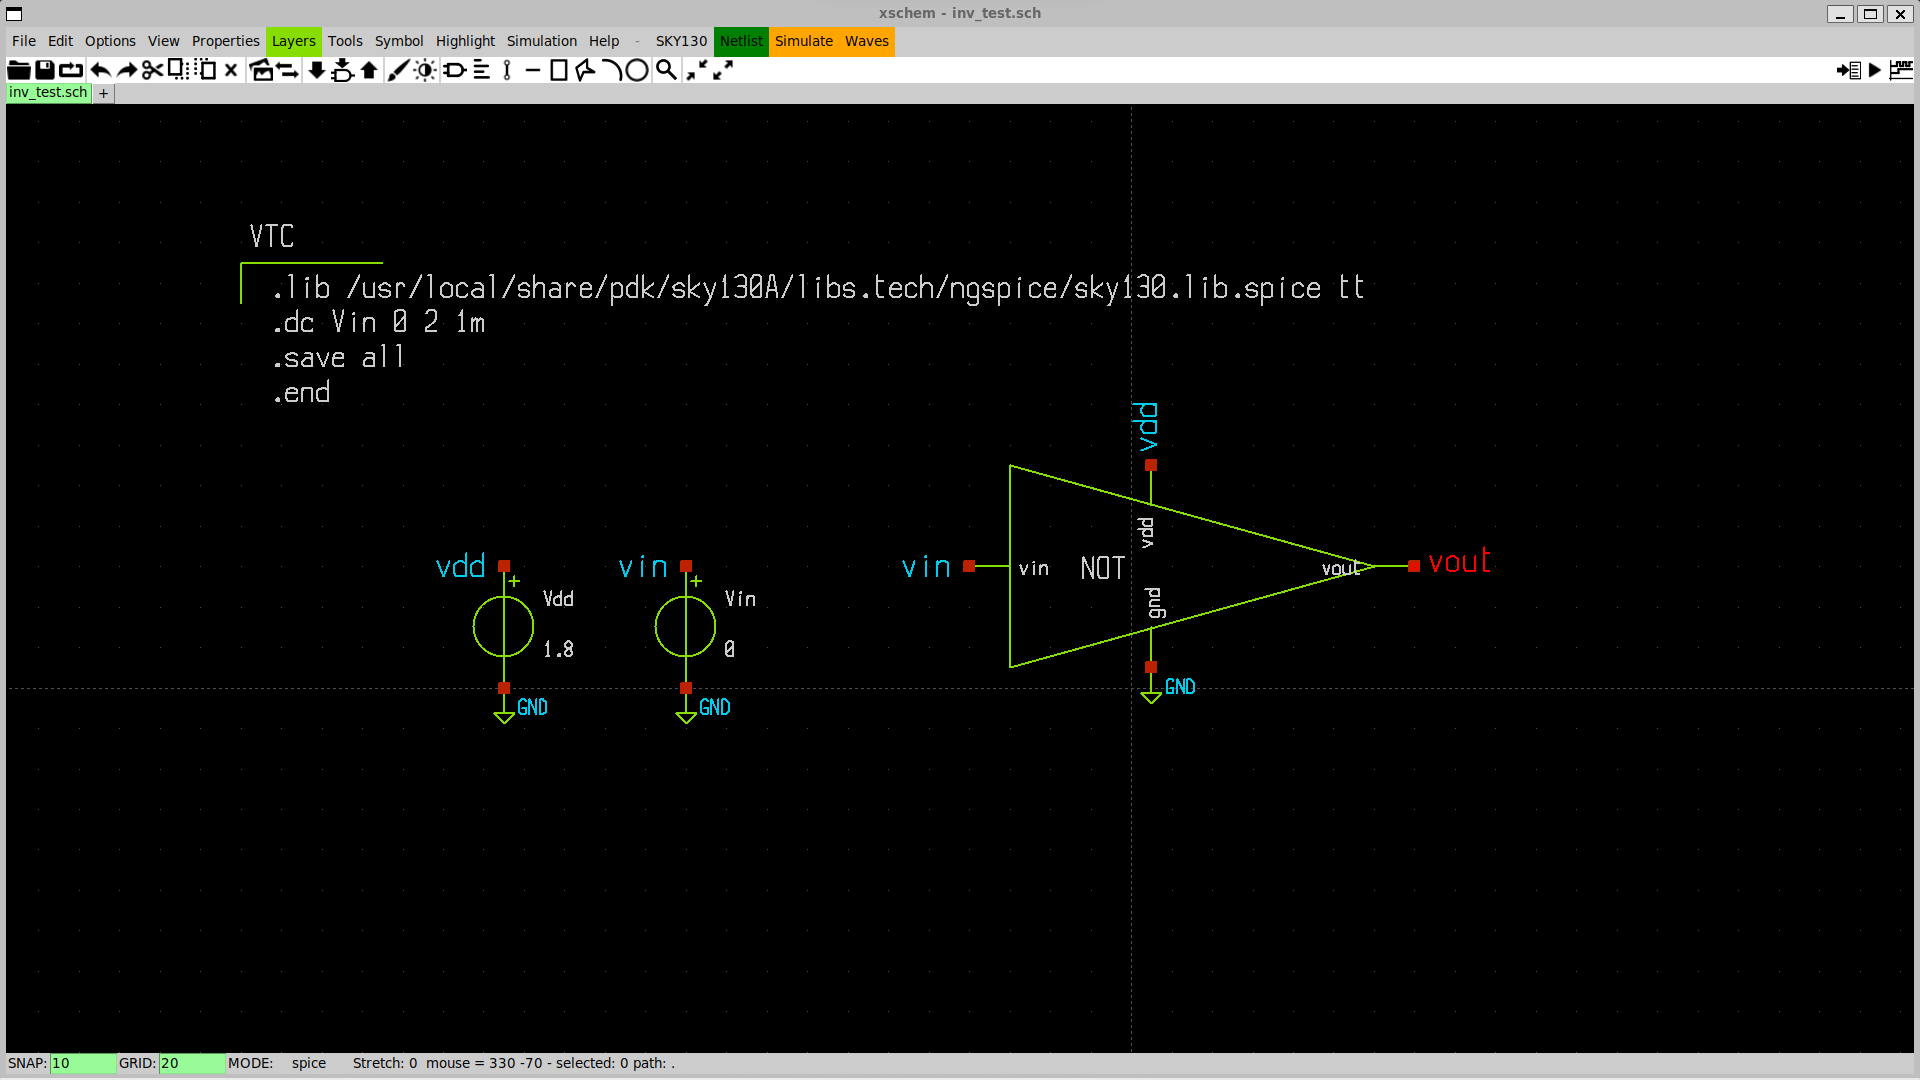 xschem - inv_test.sch
File Edit Options View Properties Layers Tools Symbol Highlight Simulation Help - SKY130 Netlist Simulate Waves
inv_test.sch +
VTC
.lib /usr/local/share/pdk/sky130A/libs.tech/ngspice/sky130.lib.spice tt
.dc Vin 0 2 1m
.save all
.end
vdd
vdd
vdd
+
Vdd
1.8
GND
vin
+
Vin
0
GND
vin
vin
NOT
vout
vout
gnd
GND
SNAP: 10 GRID: 20 MODE: spice Stretch: 0 mouse = 330 -70 - selected: 0 path: .